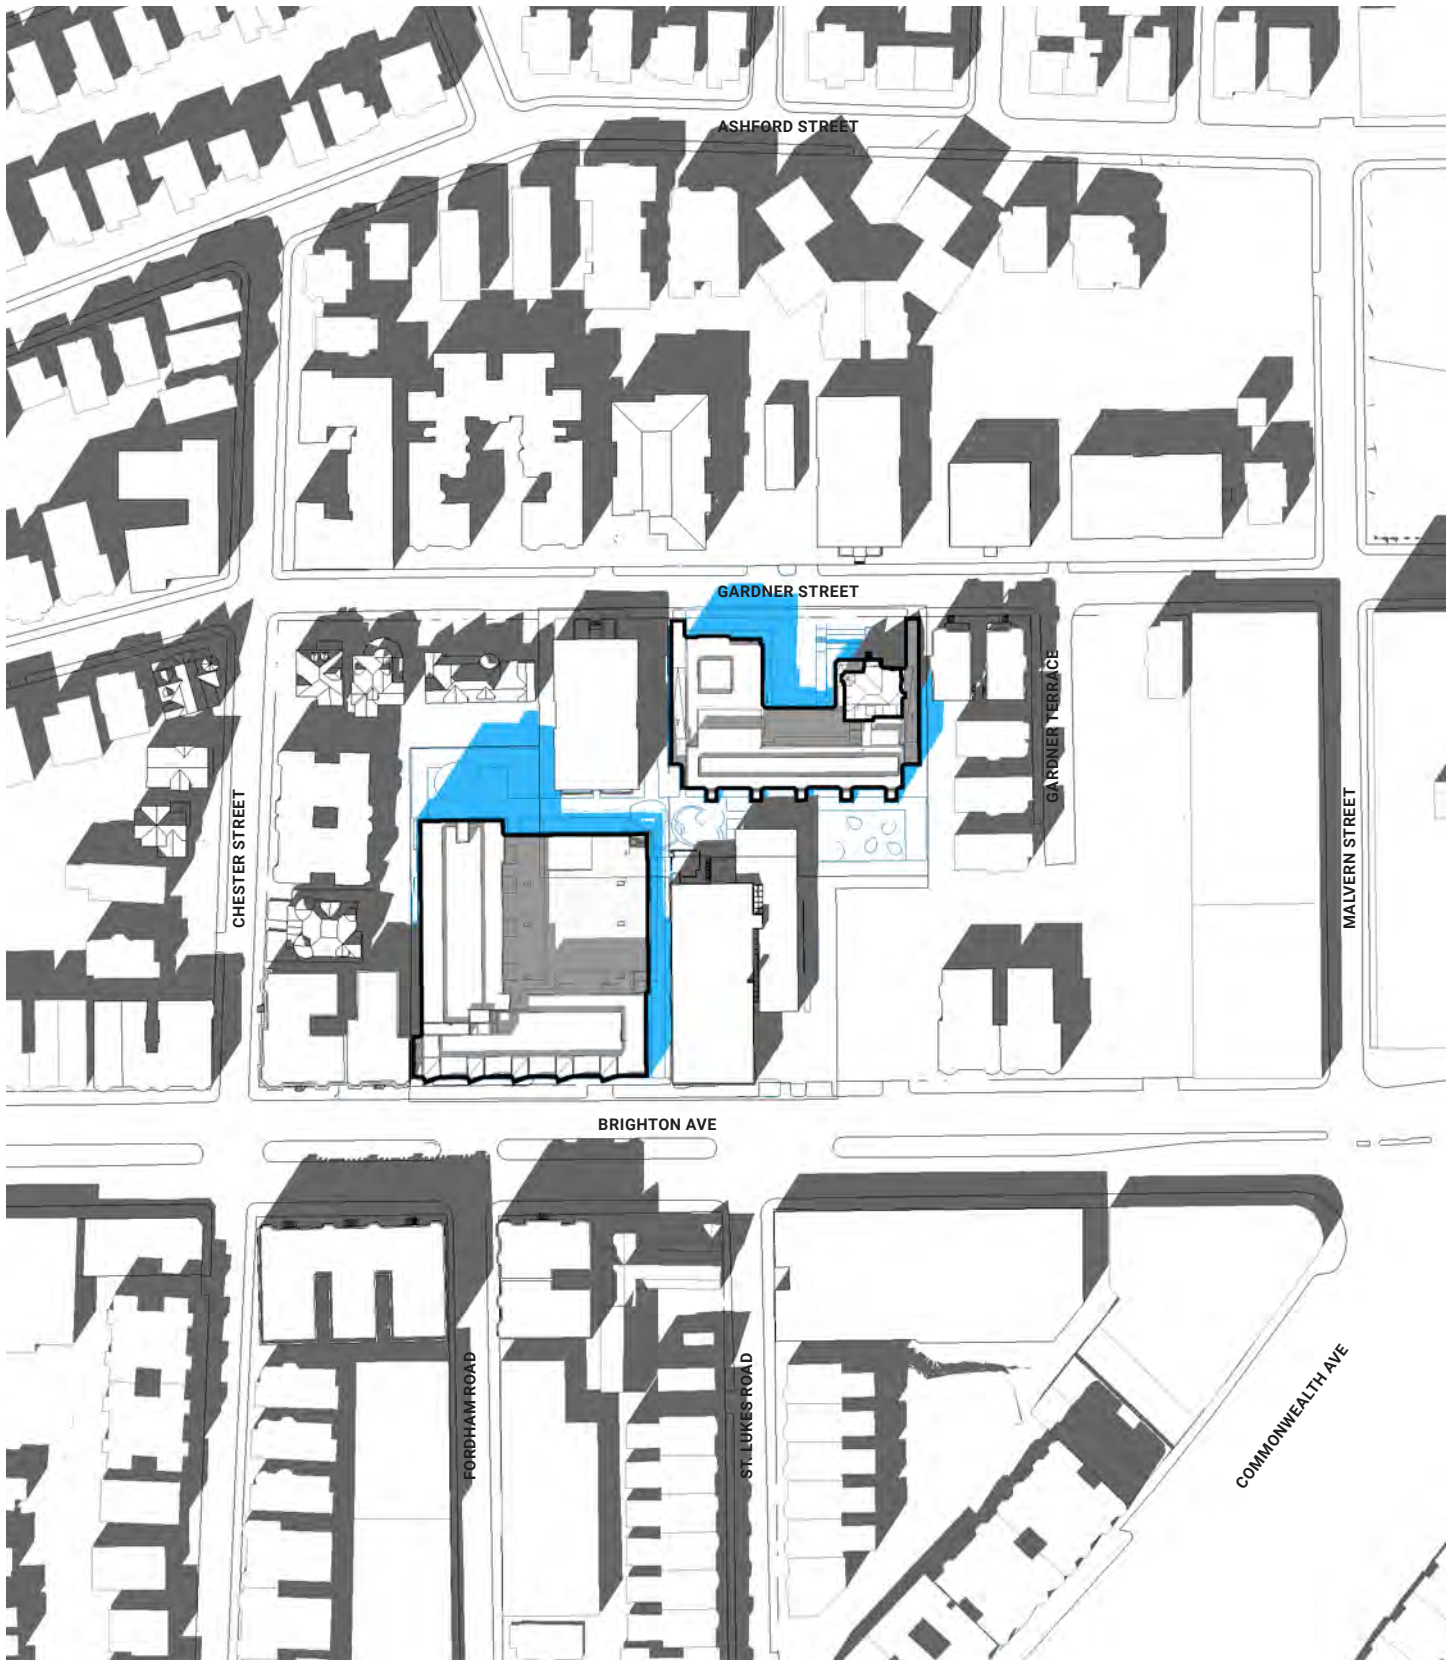 ASHFORD STREET
GARDNER STREET
GARDNER TERRACE
CHESTER STREET
MALVERN STREET
BRIGHTON AVE
FORDHAM ROAD
ST. LUKES ROAD
COMMONWEALTH AVE